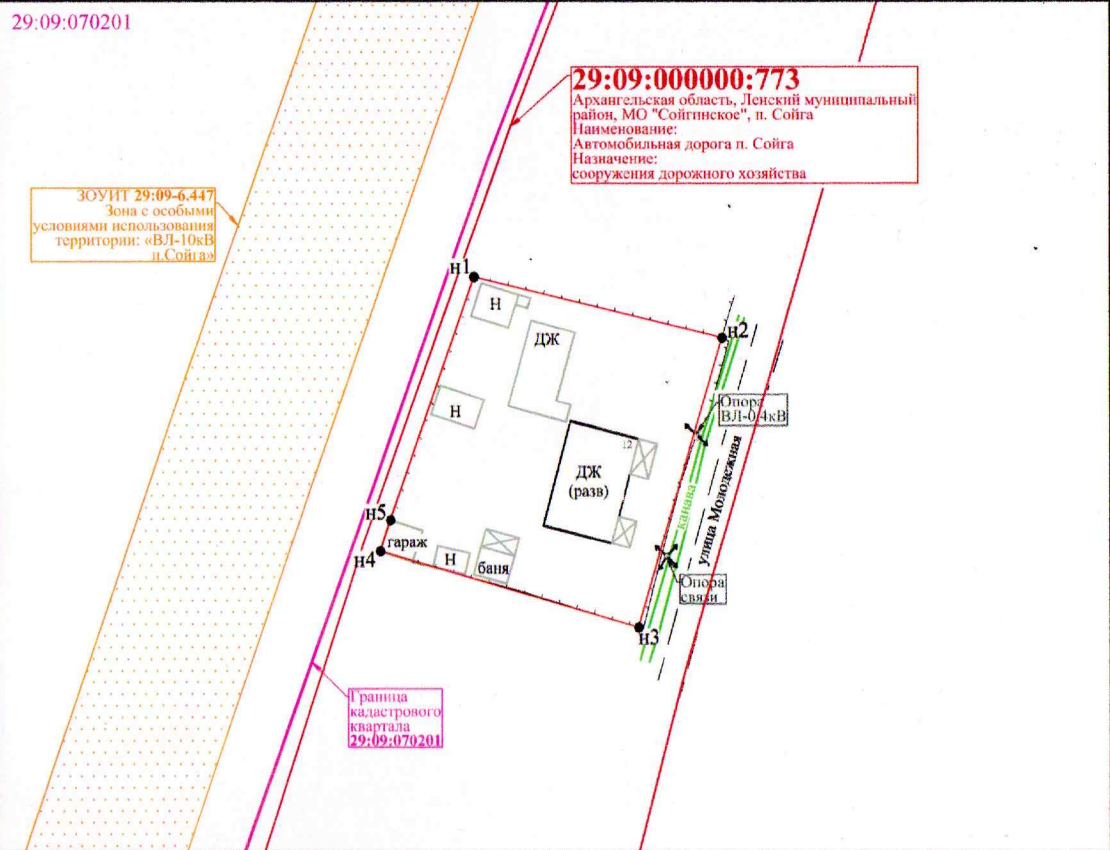 29:09:070201
29:09:000000:773
Архангельская область, Ленский муниципальный
район, МО "Сойгинское", п. Сойга
Наименование:
Автомобильная дорога п. Сойга
Назначение:
сооружения дорожного хозяйства
ЗОУИТ 29:09-6.447
Зона с особыми
условиями использования
территории: «ВЛ-10кВ
п.Сойга»
н1
Н
ДЖ
н2
Н
Опора
ВЛ-0,4кВ
12
ДЖ
(разв)
канава
улица Молодежная
н5
гараж
н4
Н
баня
Опора
связи
н3
Граница
кадастрового
квартала
29:09:070201